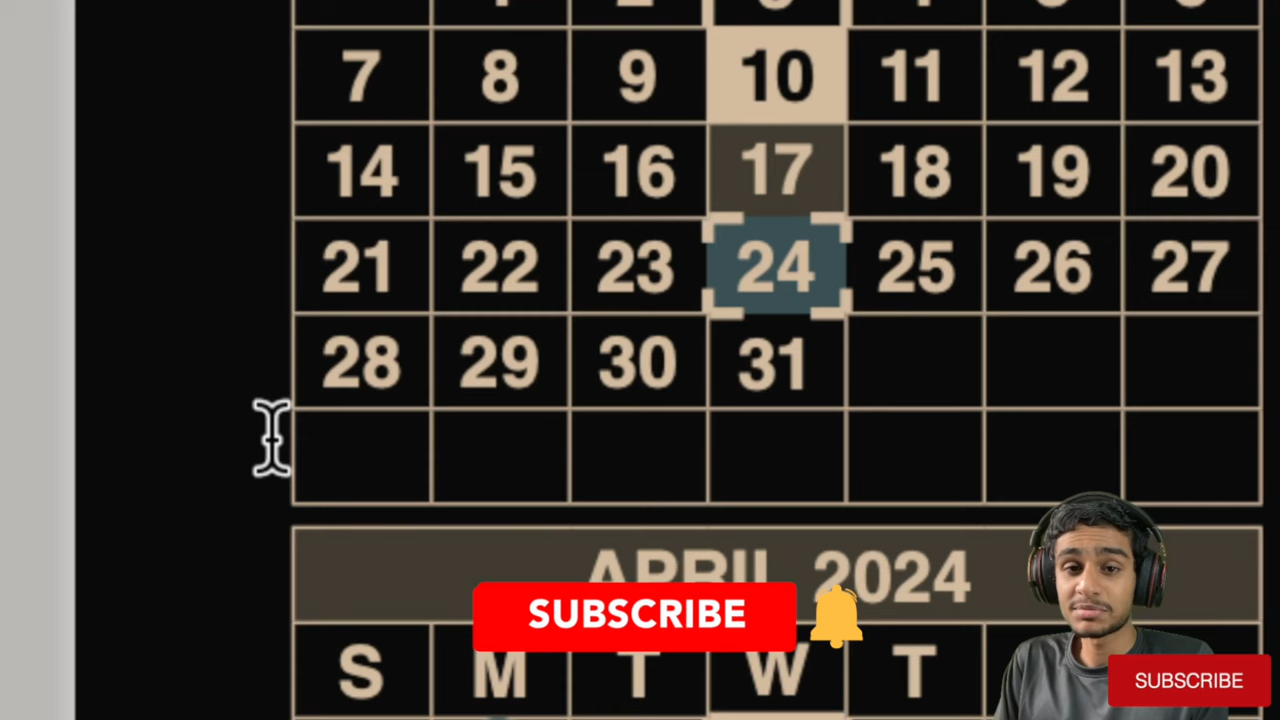 7 8 9 10 11 12 13
14 15 16 17 18 19 20
21 22 23 24 25 26 27
28 29 30 31
APRIL 2024
SUBSCRIBE
S M T W T
SUBSCRIBE